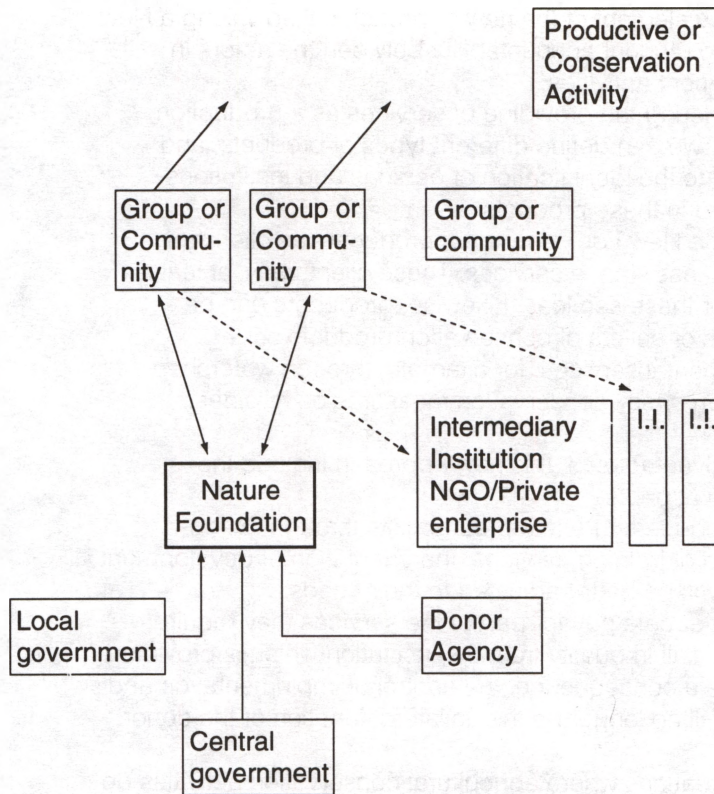 Productive or
Conservation
Activity
Group or
Commu-
nity
Group or
Commu-
nity
Group or
community
Intermediary
Institution
NGO/Private
enterprise
I.I.
I.I.
Nature
Foundation
Local
government
Donor
Agency
Central
government